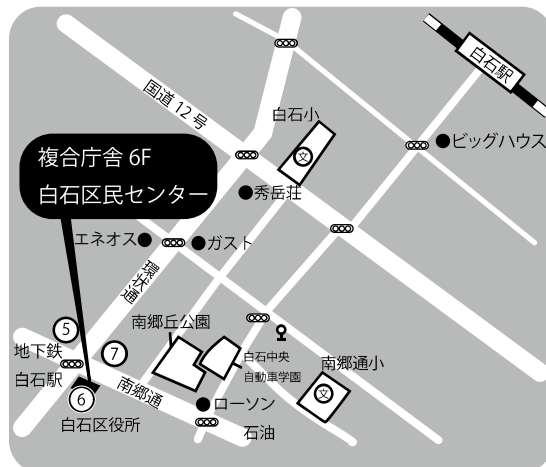 白石駅
国道12号
白石小
文
ビッグハウス
複合庁舎 6F
白石区民センター
秀岳荘
エネオス
ガスト
環状通
南郷丘公園
5
7
白石中央
自動車学園
南郷通小
文
地下鉄
白石駅
南郷通
6
ローソン
白石区役所
石油